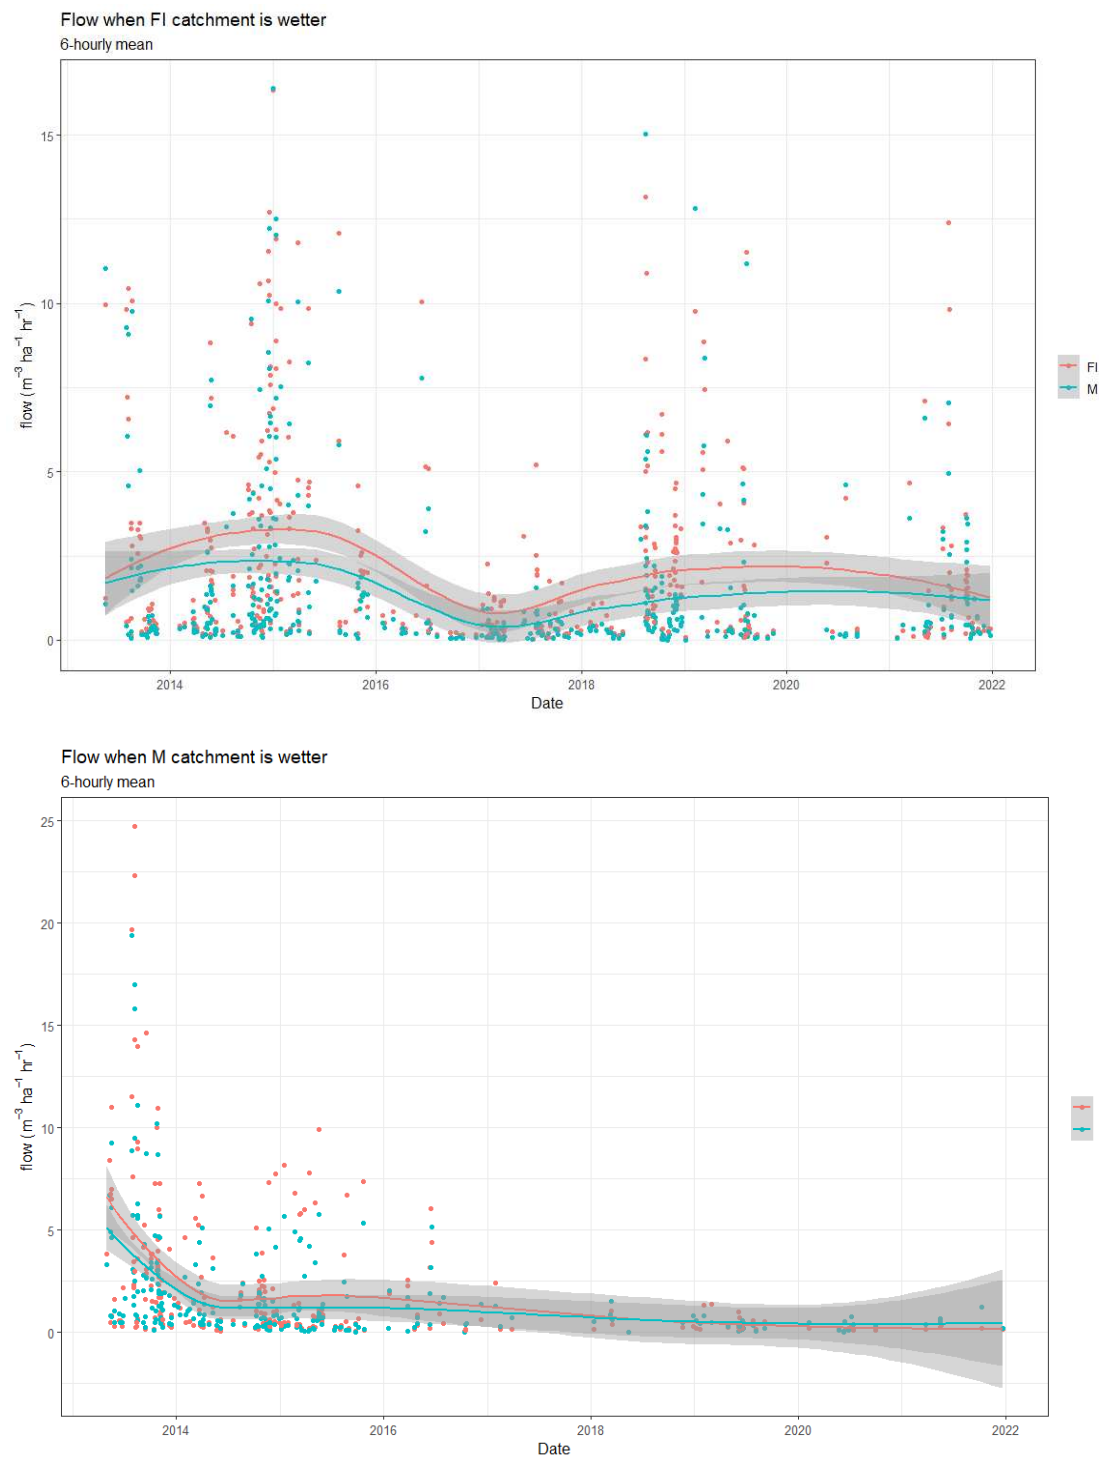 Flow when FI catchment is wetter
6-hourly mean
15
10
5
0
flow (m⁻³ ha⁻¹ hr⁻¹)
2014 2016 2018 2020 2022
Date
FI
M
Flow when M catchment is wetter
6-hourly mean
25
20
15
10
5
0
flow (m⁻³ ha⁻¹ hr⁻¹)
2014 2016 2018 2020 2022
Date